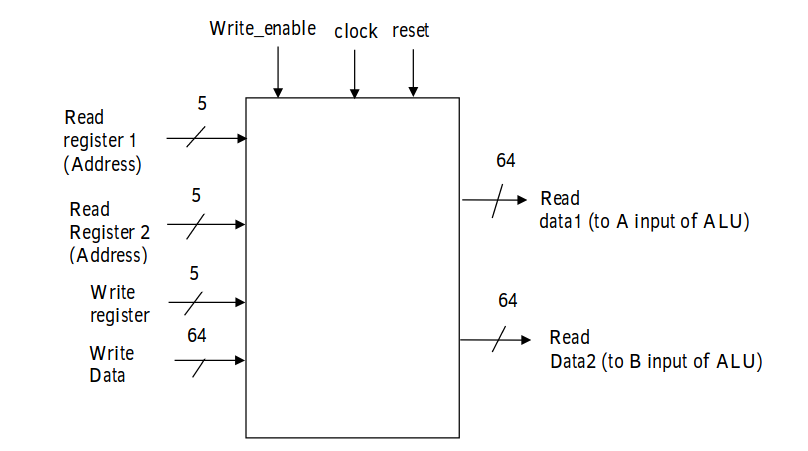 Write_enable clock reset
5
Read
register 1
(Address)
5
Read
Register 2
(Address)
5
Write
register
64
Write
Data
64
Read
data1 (to A input of ALU)
64
Read
Data2 (to B input of ALU)